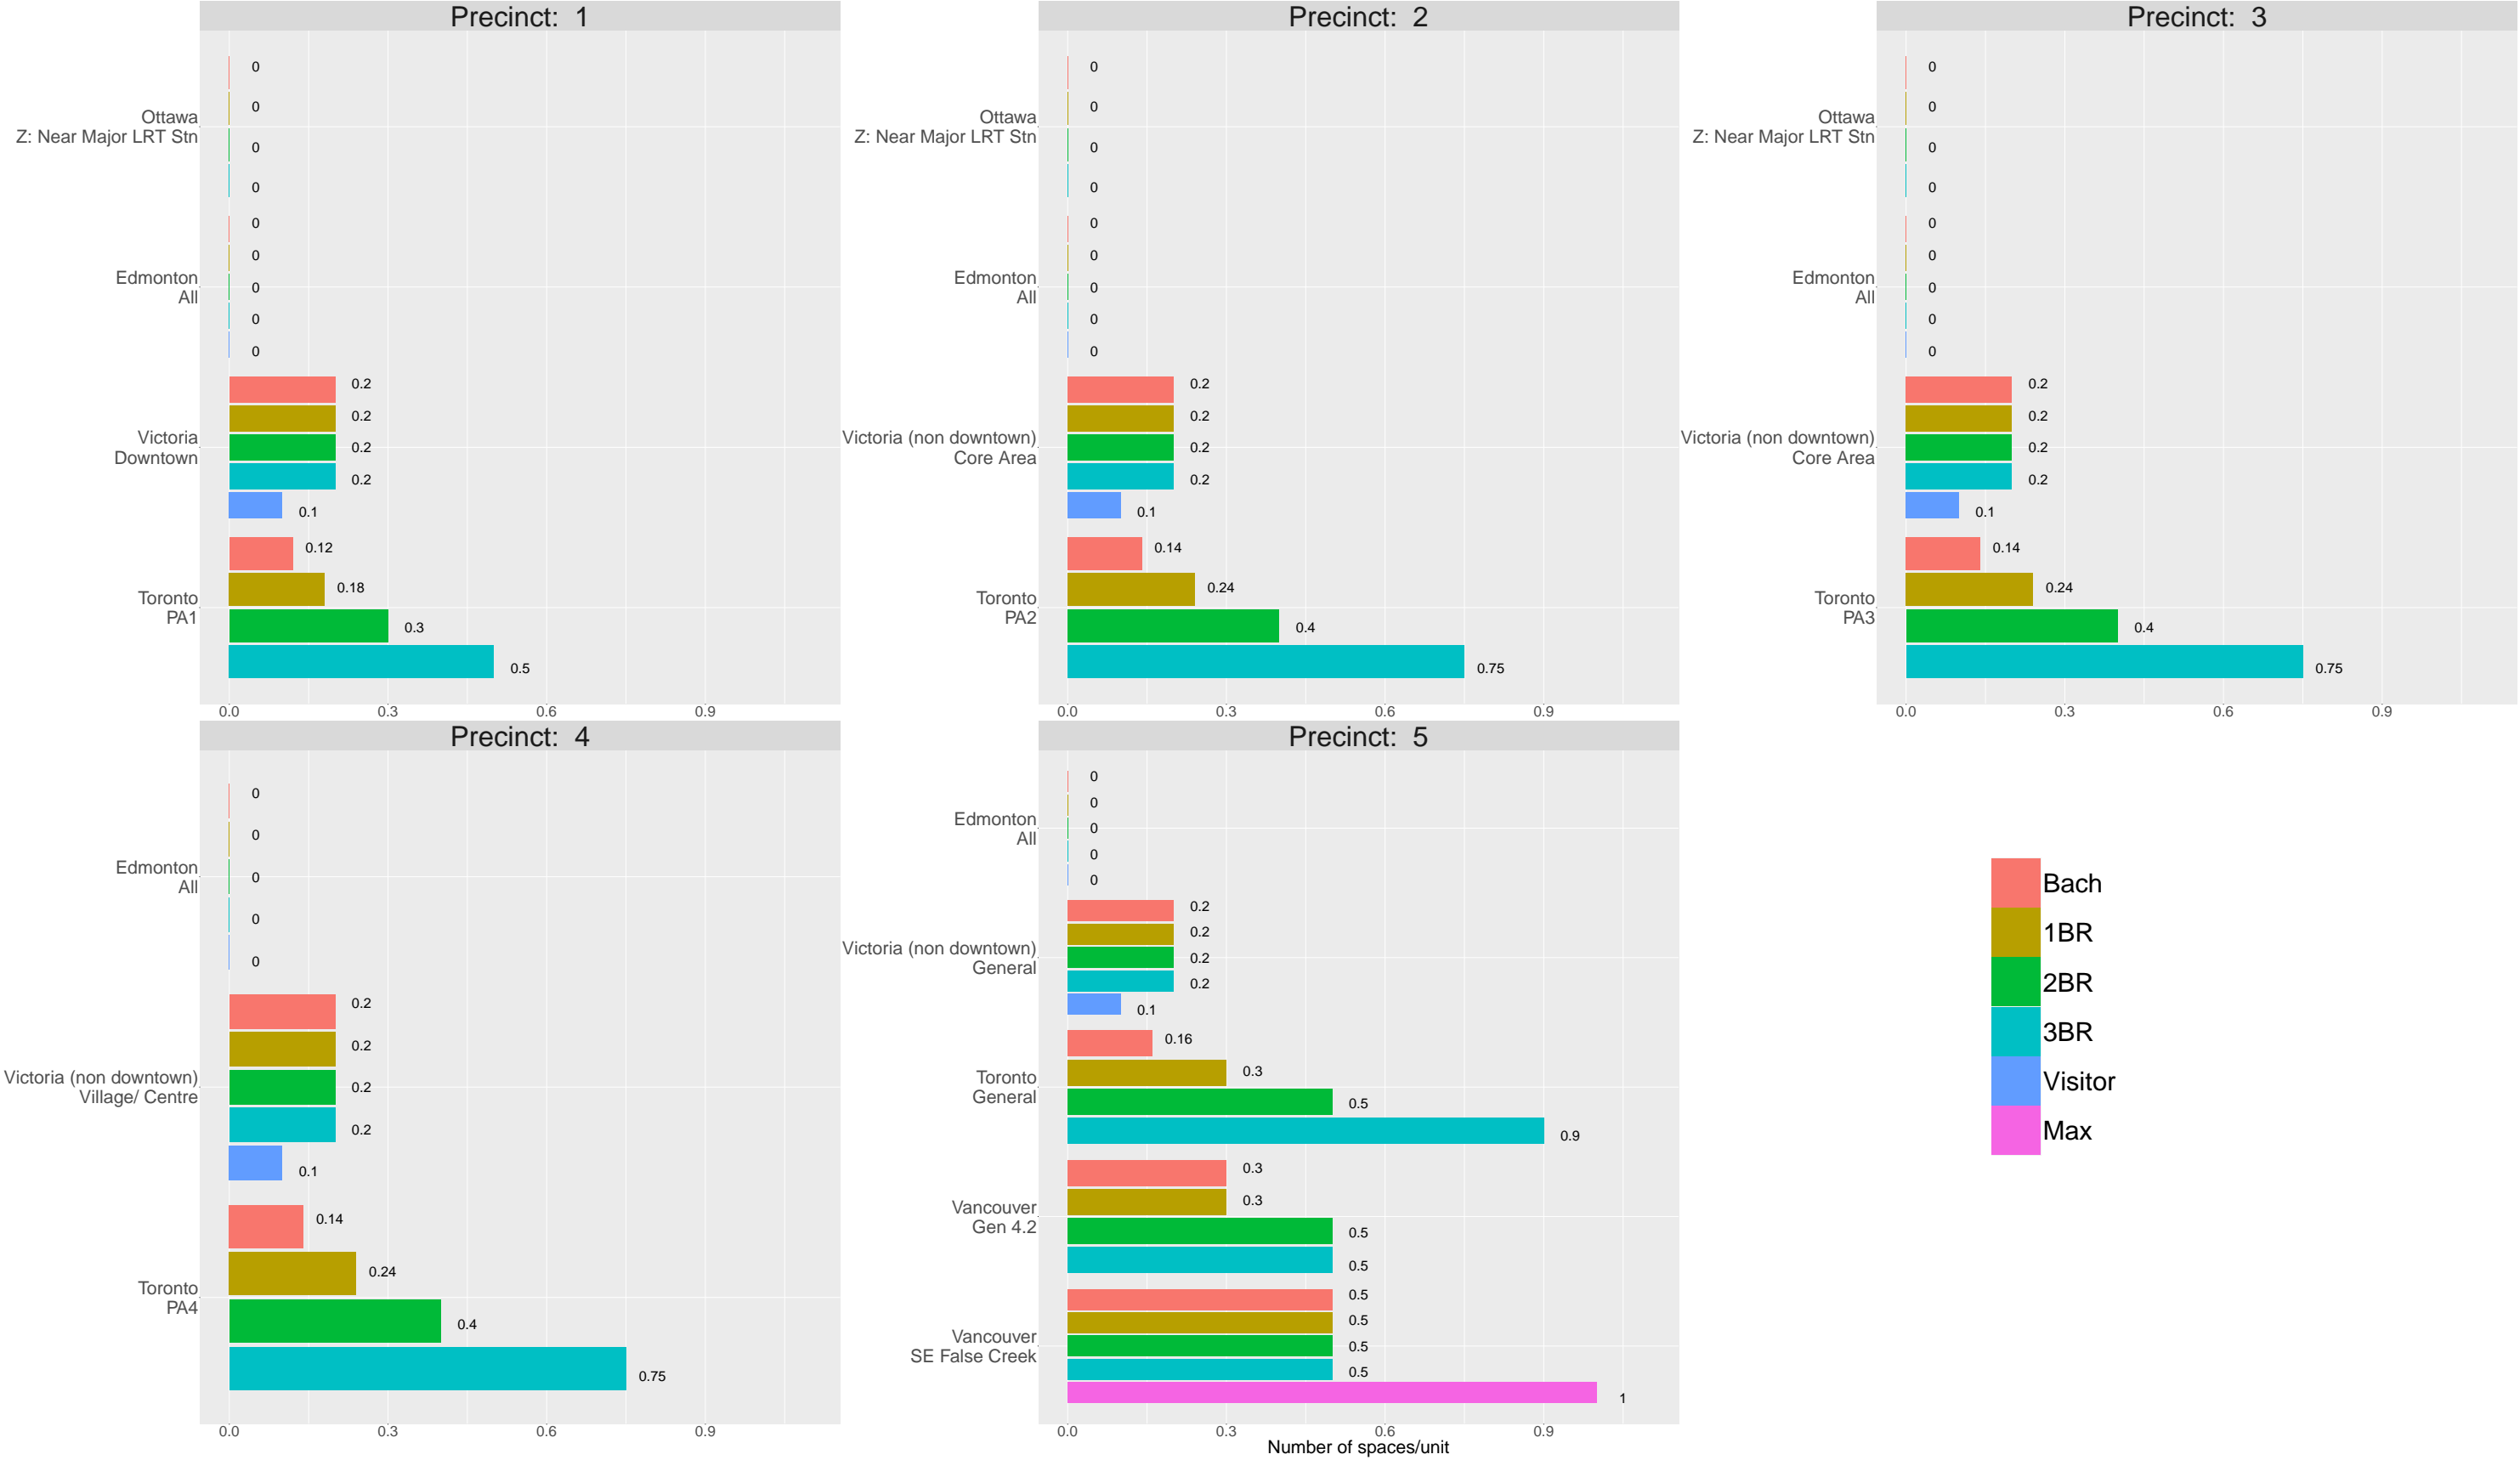 Precinct: 1
Ottawa
Z: Near Major LRT Stn
0
0
0
0
Edmonton
All
0
0
0
0
0
Victoria
Downtown
0.2
0.2
0.2
0.2
0.1
Toronto
PA1
0.12
0.18
0.3
0.5
0.0 0.3 0.6 0.9
Precinct: 2
Ottawa
Z: Near Major LRT Stn
0
0
0
0
Edmonton
All
0
0
0
0
0
Victoria (non downtown)
Core Area
0.2
0.2
0.2
0.2
0.1
Toronto
PA2
0.14
0.24
0.4
0.75
0.0 0.3 0.6 0.9
Precinct: 3
Ottawa
Z: Near Major LRT Stn
0
0
0
0
Edmonton
All
0
0
0
0
0
Victoria (non downtown)
Core Area
0.2
0.2
0.2
0.2
0.1
Toronto
PA3
0.14
0.24
0.4
0.75
0.0 0.3 0.6 0.9
Precinct: 4
Edmonton
All
0
0
0
0
0
Victoria (non downtown)
Village/ Centre
0.2
0.2
0.2
0.2
0.1
Toronto
PA4
0.14
0.24
0.4
0.75
0.0 0.3 0.6 0.9
Precinct: 5
Edmonton
All
0
0
0
0
0
Victoria (non downtown)
General
0.2
0.2
0.2
0.2
0.1
Toronto
General
0.16
0.3
0.5
0.9
Vancouver
Gen 4.2
0.3
0.3
0.5
0.5
Vancouver
SE False Creek
0.5
0.5
0.5
0.5
1
0.0 0.3 0.6 0.9
Number of spaces/unit
Bach
1BR
2BR
3BR
Visitor
Max